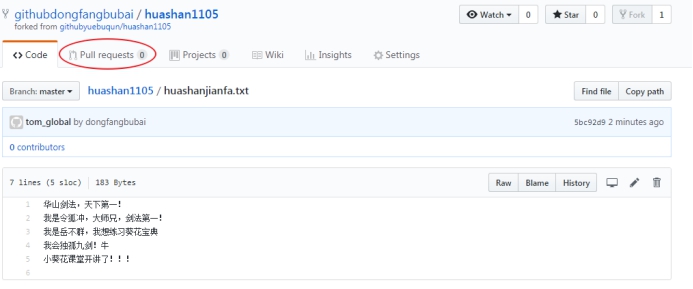 githubdongfangbubai / huashan1105
Watch 0 Star 0 Fork 1
forked from githubyuebuqun/huashan1105
Code Pull requests 0 Projects 0 Wiki Insights Settings
Branch: master huashan1105 / huashanjianfa.txt Find file Copy path
tom_global by dongfangbubai 5bc92d9 2 minutes ago
0 contributors
7 lines (5 sloc) 183 Bytes Raw Blame History
1 华山剑法，天下第一！
2 我是令狐冲，大师兄，剑法第一！
3 我是岳不群，我想练习葵花宝典
4 我会独孤九剑！牛
5 小葵花课堂开讲了！！！
6